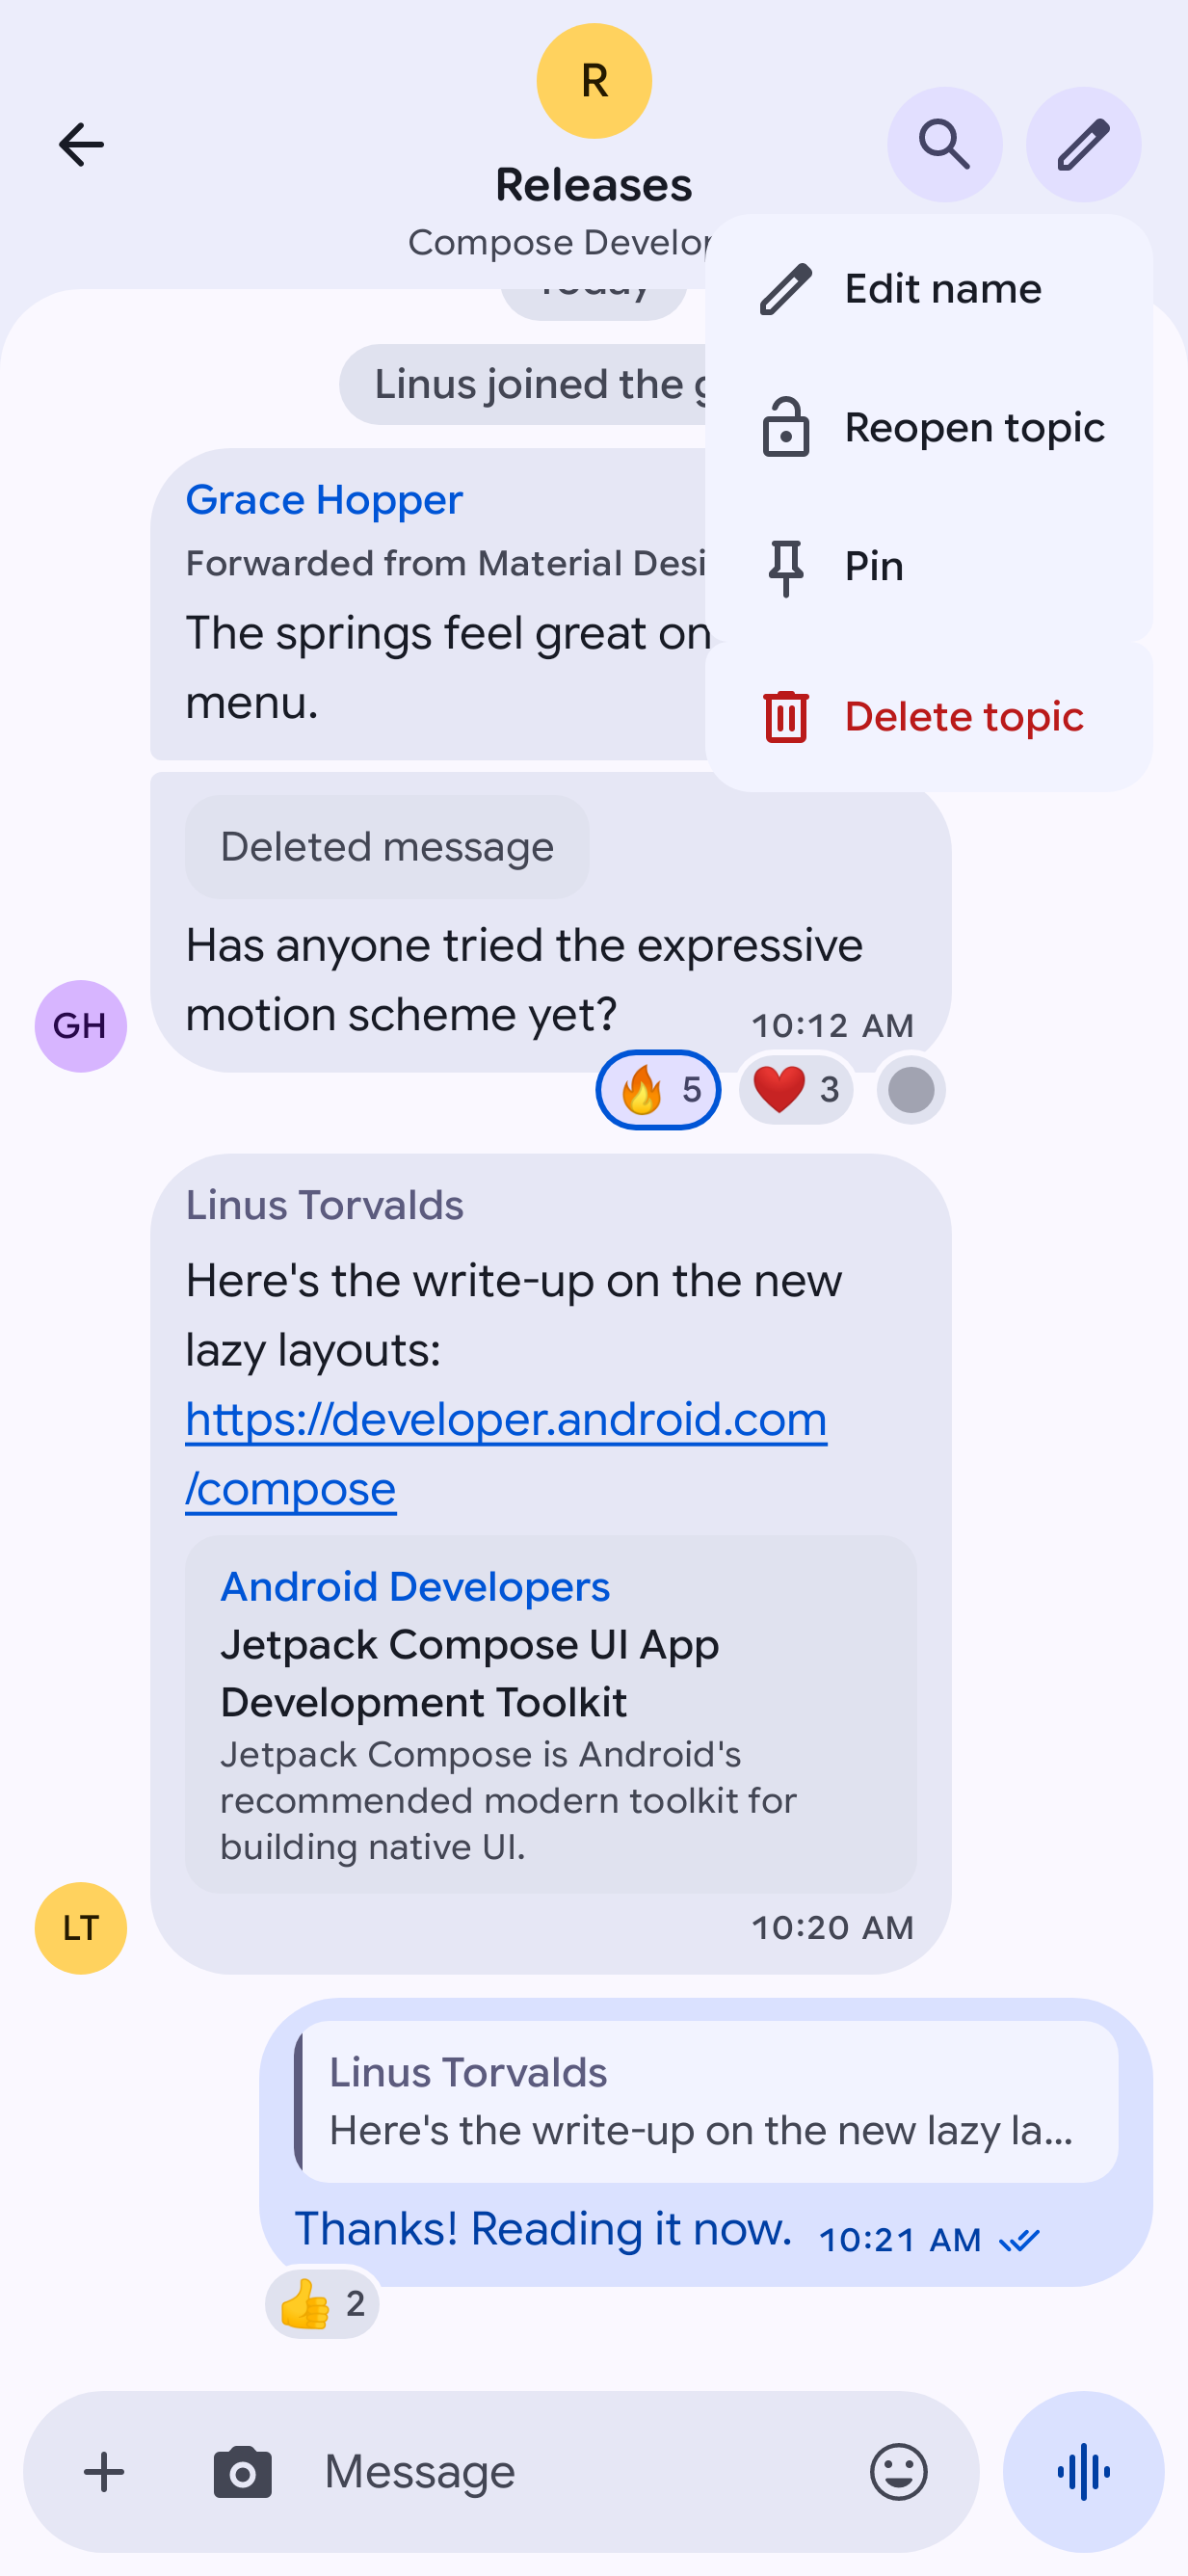 R
Releases
Compose Develop
Today
Linus joined the g
Edit name
Reopen topic
Pin
Delete topic
Grace Hopper
Forwarded from Material Desi
The springs feel great on
menu.
Deleted message
Has anyone tried the expressive
motion scheme yet?
10:12 AM
GH
🔥 5
❤️ 3
Linus Torvalds
Here's the write-up on the new
lazy layouts:
https://developer.android.com
/compose
Android Developers
Jetpack Compose UI App
Development Toolkit
Jetpack Compose is Android's
recommended modern toolkit for
building native UI.
LT
10:20 AM
Linus Torvalds
Here's the write-up on the new lazy la...
Thanks! Reading it now. 10:21 AM
👍 2
Message